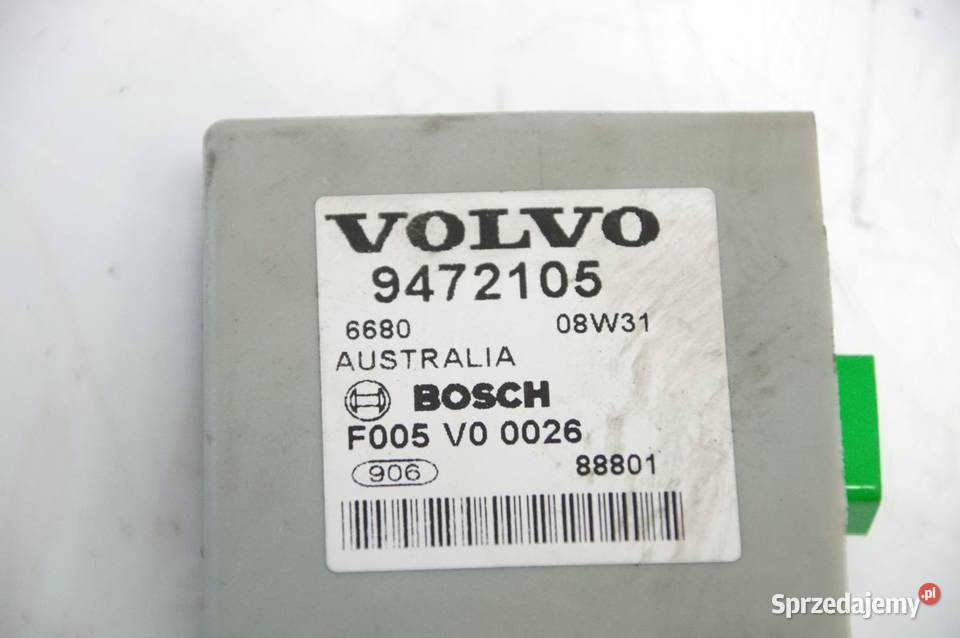 VOLVO
9472105
6680 08W31
AUSTRALIA
BOSCH
F005 V0 0026
906 88801
Sprzedajemy.pl